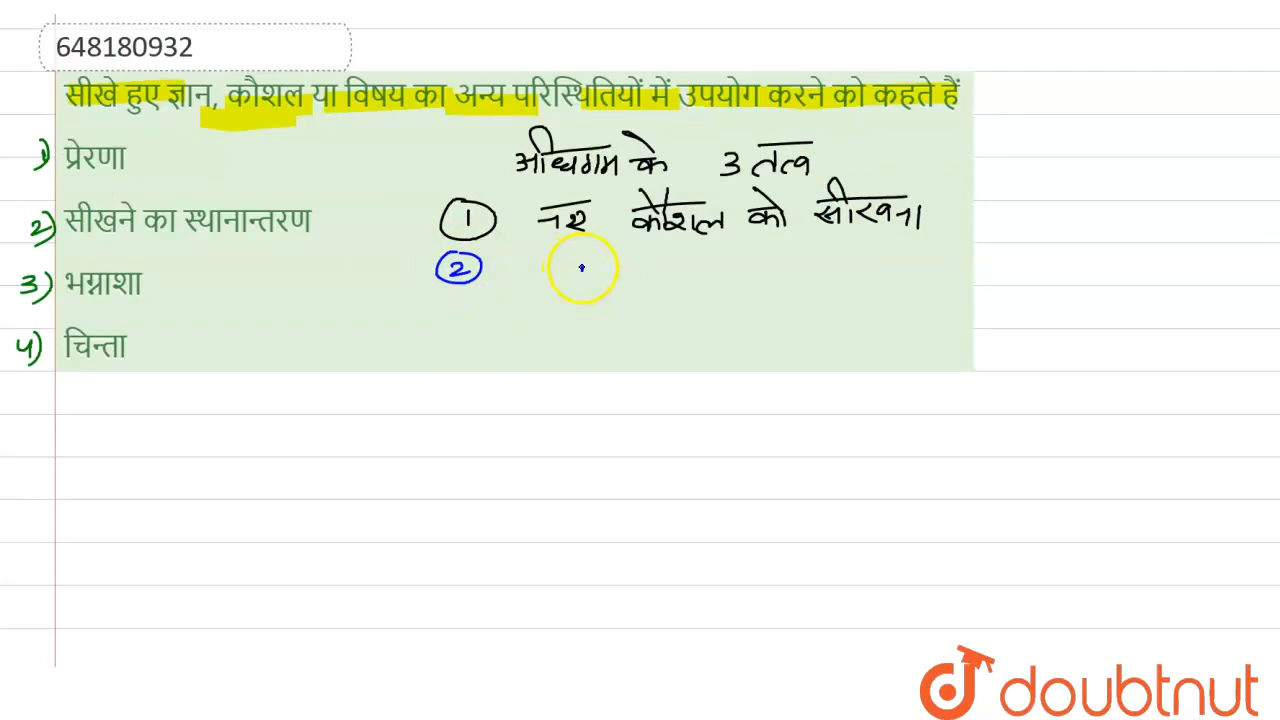 648180932
सीखे हुए ज्ञान, कौशल या विषय का अन्य परिस्थितियों में उपयोग करने को कहते हैं
1) प्रेरणा
अधिगम के 3 तत्व
2) सीखने का स्थानान्तरण
1 नए कौशल को सीखना
3) भग्नाशा
2
4) चिन्ता
doubtnut